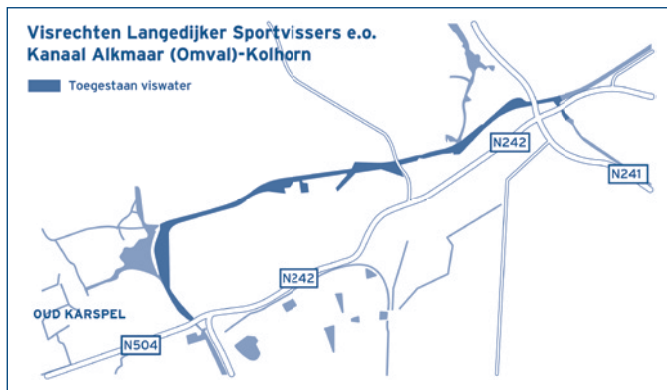 Visrechten Langedijker Sportvissers e.o.
Kanaal Alkmaar (Omval)-Kolhorn
Toegestaan viswater
N242
N241
N242
OUD KARSPEL
N504